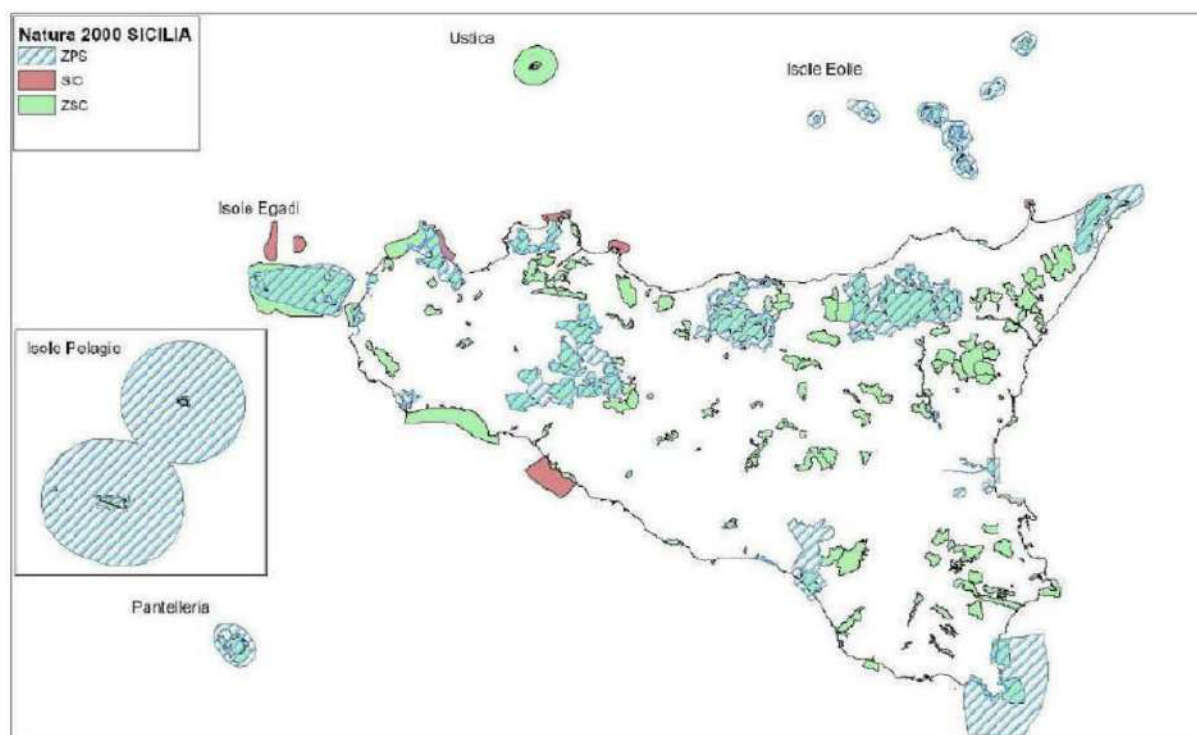 Natura 2000 SICILIA
ZPS
SIC
ZSC
Ustica
Isole Eolie
Isole Egadi
Isole Pelagie
Pantelleria